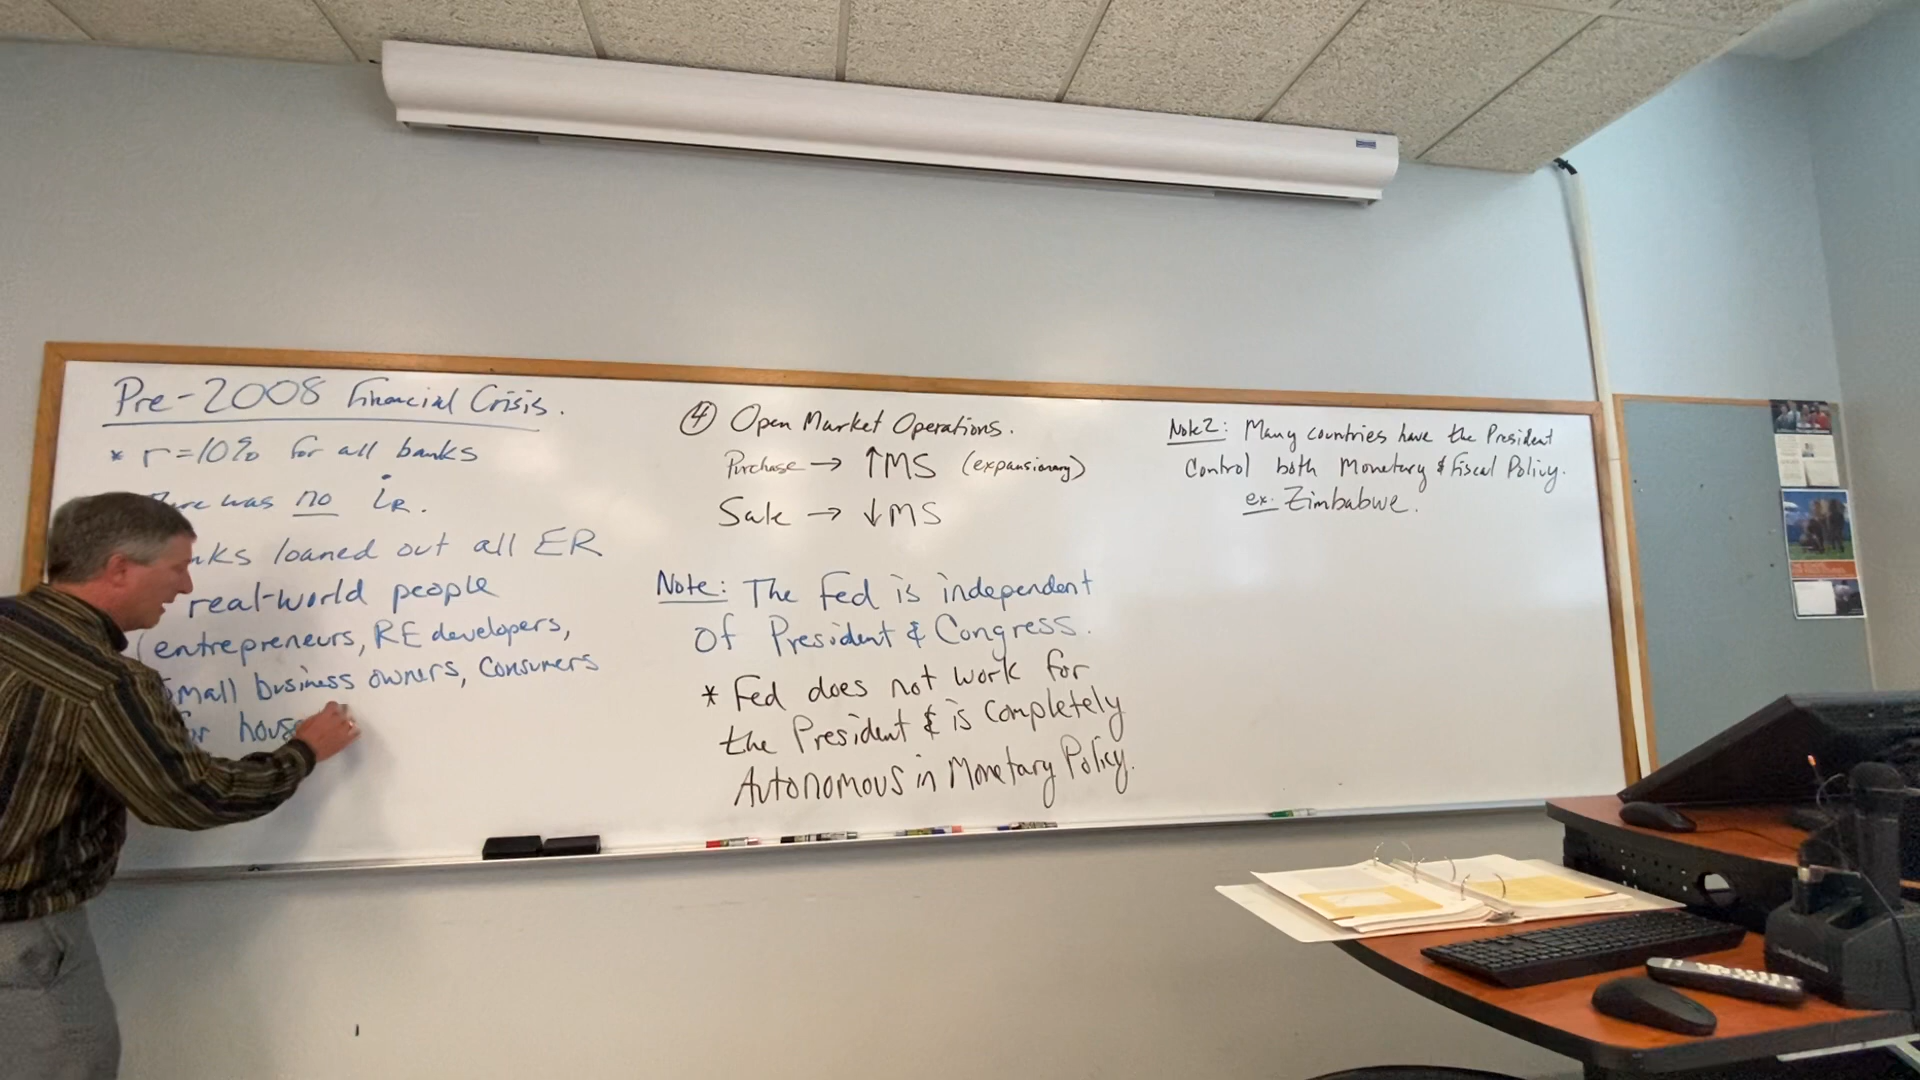 Pre-2008 Financial Crisis.
* r=10% for all banks
was no iR.
loaned out all ER
real-world people
(entrepreneurs, RE developers,
small business owners, consumers
for
④ Open Market Operations.
Purchase → ↑MS (expansionary)
Sale → ↓MS
Note: The Fed is independent
of President & Congress.
* Fed does not work for
the President & is completely
Autonomous in Monetary Policy.
Note 2: Many countries have the President
Control both Monetary & Fiscal Policy.
ex. Zimbabwe.